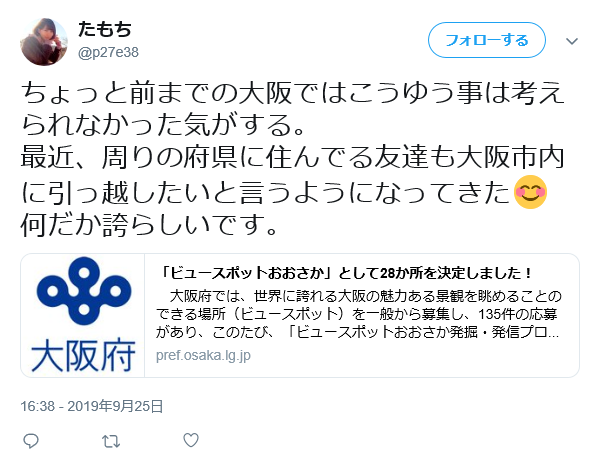 たもち
@p27e38
フォローする
ちょっと前までの大阪ではこうゆう事は考え
られなかった気がする。
最近、周りの府県に住んでる友達も大阪市内
に引っ越したいと言うようになってきた😊
何だか誇らしいです。
大阪府
「ビュースポットおおさか」として28か所を決定しました！
大阪府では、世界に誇れる大阪の魅力ある景観を眺めることの
できる場所（ビュースポット）を一般から募集し、135件の応募
があり、このたび、「ビュースポットおおさか発掘・発信プロ...
pref.osaka.lg.jp
16:38 - 2019年9月25日